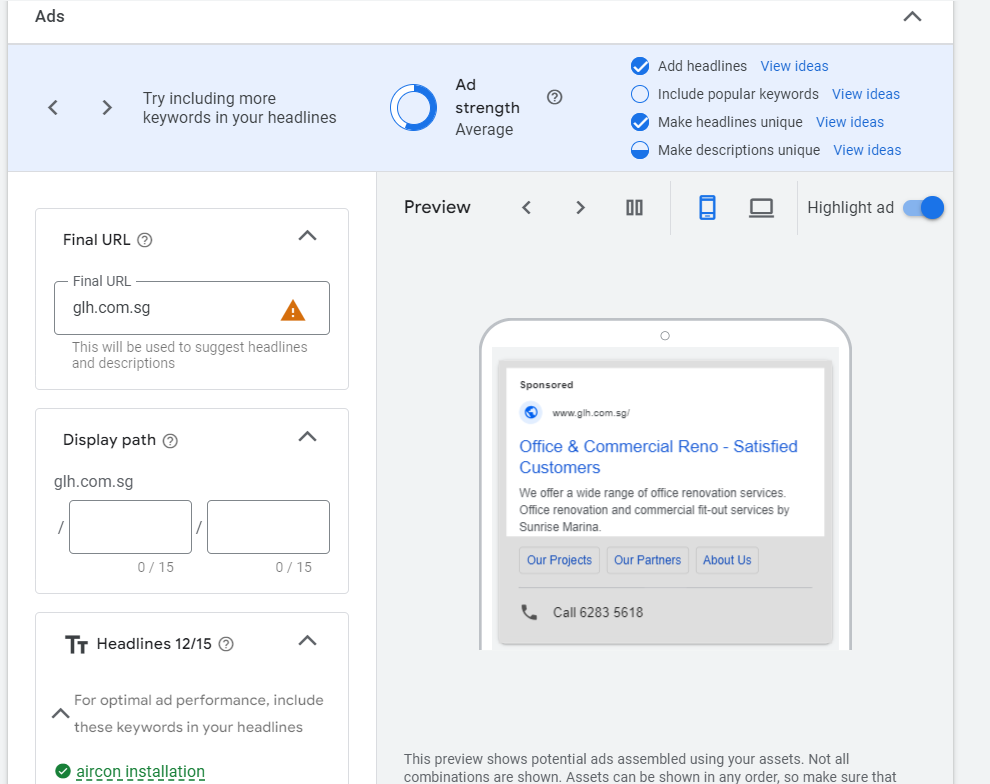 Ads
Try including more
keywords in your headlines
Ad
strength
Average
Add headlines View ideas
Include popular keywords View ideas
Make headlines unique View ideas
Make descriptions unique View ideas
Final URL
Final URL
glh.com.sg
This will be used to suggest headlines
and descriptions
Display path
glh.com.sg
/ /
0 / 15 0 / 15
Headlines 12/15
For optimal ad performance, include
these keywords in your headlines
aircon installation
Preview
Highlight ad
Sponsored
www.glh.com.sg/
Office & Commercial Reno - Satisfied
Customers
We offer a wide range of office renovation services.
Office renovation and commercial fit-out services by
Sunrise Marina.
Our Projects Our Partners About Us
Call 6283 5618
This preview shows potential ads assembled using your assets. Not all
combinations are shown. Assets can be shown in any order, so make sure that